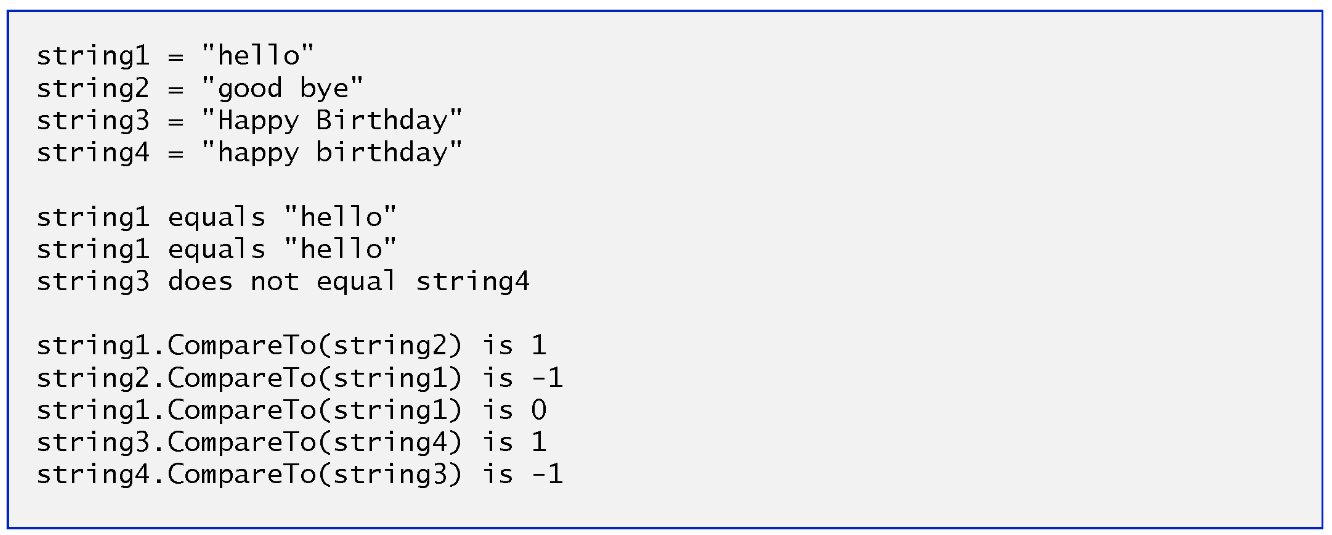 string1 = "hello"
string2 = "good bye"
string3 = "Happy Birthday"
string4 = "happy birthday"
string1 equals "hello"
string1 equals "hello"
string3 does not equal string4
string1.CompareTo(string2) is 1
string2.CompareTo(string1) is -1
string1.CompareTo(string1) is 0
string3.CompareTo(string4) is 1
string4.CompareTo(string3) is -1